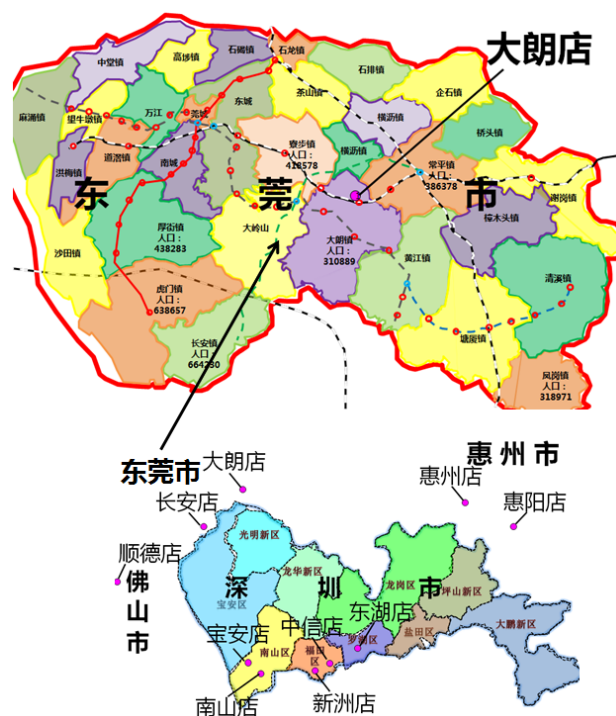 大朗店
中堂镇
高埗镇
石碣镇
石龙镇
石排镇
企石镇
茶山镇
麻涌镇
望牛墩镇
万江
莞城
东城
横沥镇
桥头镇
洪梅镇
道滘镇
南城
寮步镇
人口：
418578
横沥镇
常平镇
人口：
386378
谢岗镇
东莞市
樟木头镇
沙田镇
厚街镇
人口：
438283
大岭山
大朗镇
人口：
310889
黄江镇
清溪镇
虎门镇
人口：
638657
长安镇
人口：
664230
塘厦镇
凤岗镇
人口：
318971
东莞市
大朗店
长安店
惠州市
惠州店
惠阳店
顺德店
佛山市
光明新区
龙华新区
深圳市
龙岗区
坪山新区
宝安区
大鹏新区
东湖店
中信店
宝安店
南山区
福田区
罗湖区
盐田区
南山店
新洲店